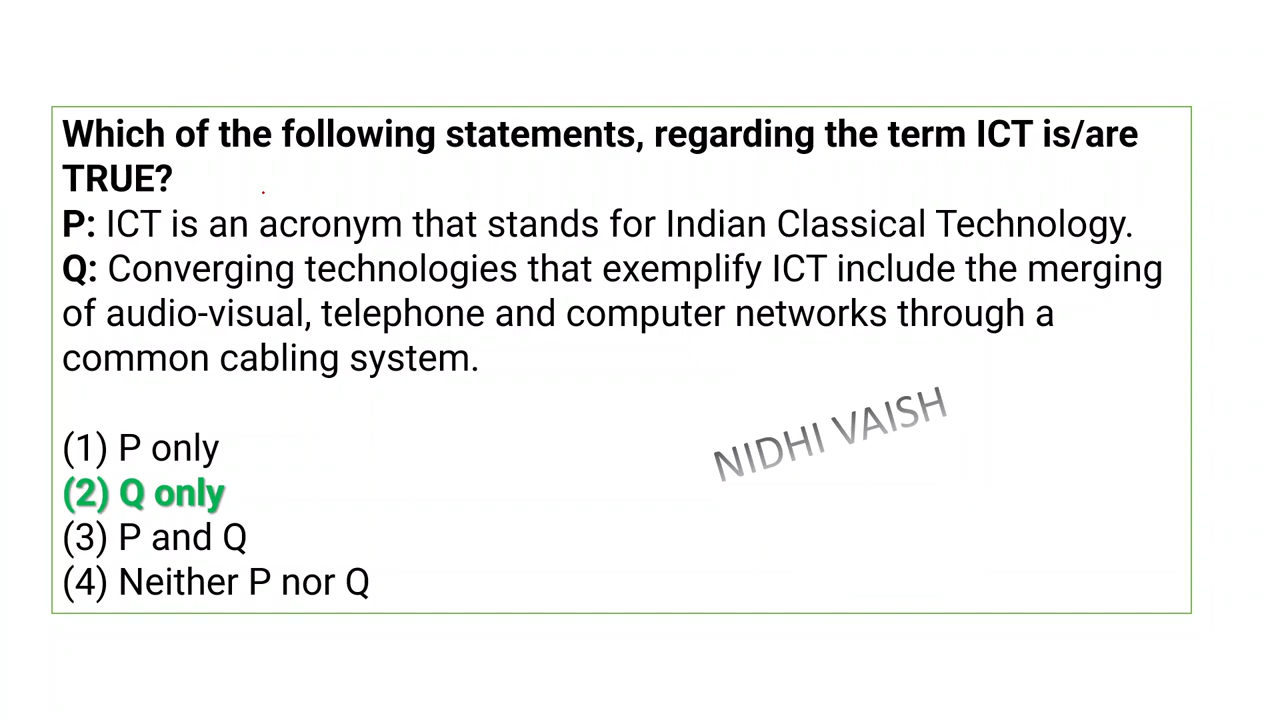 Which of the following statements, regarding the term ICT is/are
TRUE?
P: ICT is an acronym that stands for Indian Classical Technology.
Q: Converging technologies that exemplify ICT include the merging
of audio-visual, telephone and computer networks through a
common cabling system.
NIDHI VAISH
(1) P only
(2) Q only
(3) P and Q
(4) Neither P nor Q